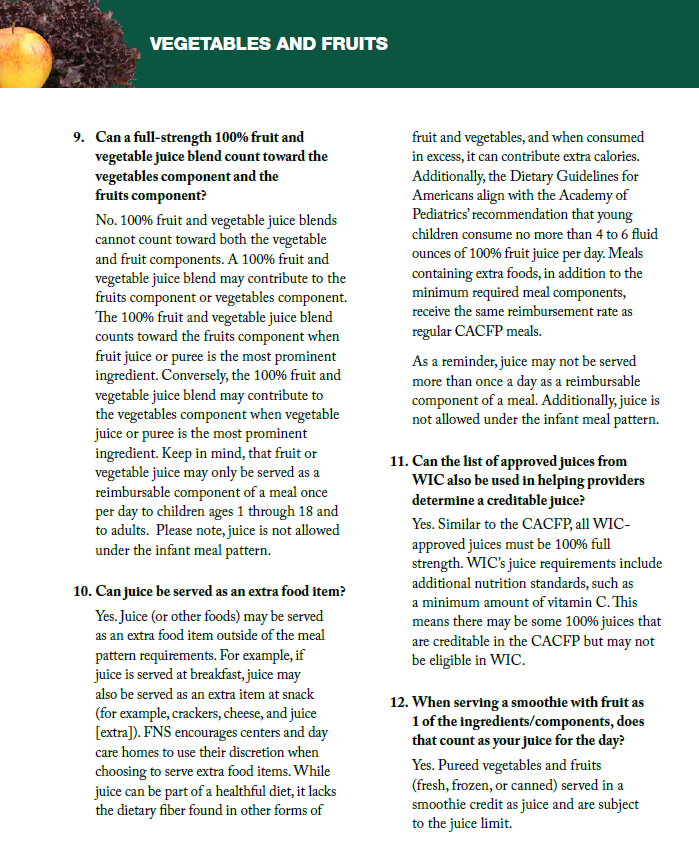 VEGETABLES AND FRUITS
9. Can a full-strength 100% fruit and
vegetable juice blend count toward the
vegetables component and the
fruits component?
No. 100% fruit and vegetable juice blends
cannot count toward both the vegetable
and fruit components. A 100% fruit and
vegetable juice blend may contribute to the
fruits component or vegetables component.
The 100% fruit and vegetable juice blend
counts toward the fruits component when
fruit juice or puree is the most prominent
ingredient. Conversely, the 100% fruit and
vegetable juice blend may contribute to
the vegetables component when vegetable
juice or puree is the most prominent
ingredient. Keep in mind, that fruit or
vegetable juice may only be served as a
reimbursable component of a meal once
per day to children ages 1 through 18 and
to adults. Please note, juice is not allowed
under the infant meal pattern.
10. Can juice be served as an extra food item?
Yes. Juice (or other foods) may be served
as an extra food item outside of the meal
pattern requirements. For example, if
juice is served at breakfast, juice may
also be served as an extra item at snack
(for example, crackers, cheese, and juice
[extra]). FNS encourages centers and day
care homes to use their discretion when
choosing to serve extra food items. While
juice can be part of a healthful diet, it lacks
the dietary fiber found in other forms of
fruit and vegetables, and when consumed
in excess, it can contribute extra calories.
Additionally, the Dietary Guidelines for
Americans align with the Academy of
Pediatrics' recommendation that young
children consume no more than 4 to 6 fluid
ounces of 100% fruit juice per day. Meals
containing extra foods, in addition to the
minimum required meal components,
receive the same reimbursement rate as
regular CACFP meals.
As a reminder, juice may not be served
more than once a day as a reimbursable
component of a meal. Additionally, juice is
not allowed under the infant meal pattern.
11. Can the list of approved juices from
WIC also be used in helping providers
determine a creditable juice?
Yes. Similar to the CACFP, all WIC-
approved juices must be 100% full
strength. WIC's juice requirements include
additional nutrition standards, such as
a minimum amount of vitamin C. This
means there may be some 100% juices that
are creditable in the CACFP but may not
be eligible in WIC.
12. When serving a smoothie with fruit as
1 of the ingredients/components, does
that count as your juice for the day?
Yes. Pureed vegetables and fruits
(fresh, frozen, or canned) served in a
smoothie credit as juice and are subject
to the juice limit.